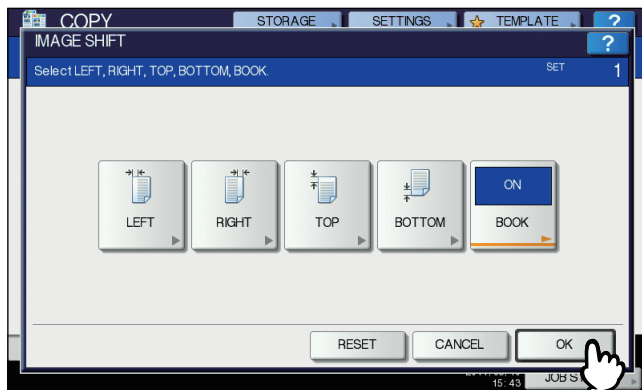 COPY STORAGE SETTINGS TEMPLATE ?
IMAGE SHIFT ?
Select LEFT, RIGHT, TOP, BOTTOM, BOOK. SET 1
ON
LEFT RIGHT TOP BOTTOM BOOK
RESET CANCEL OK
15:43 JOB